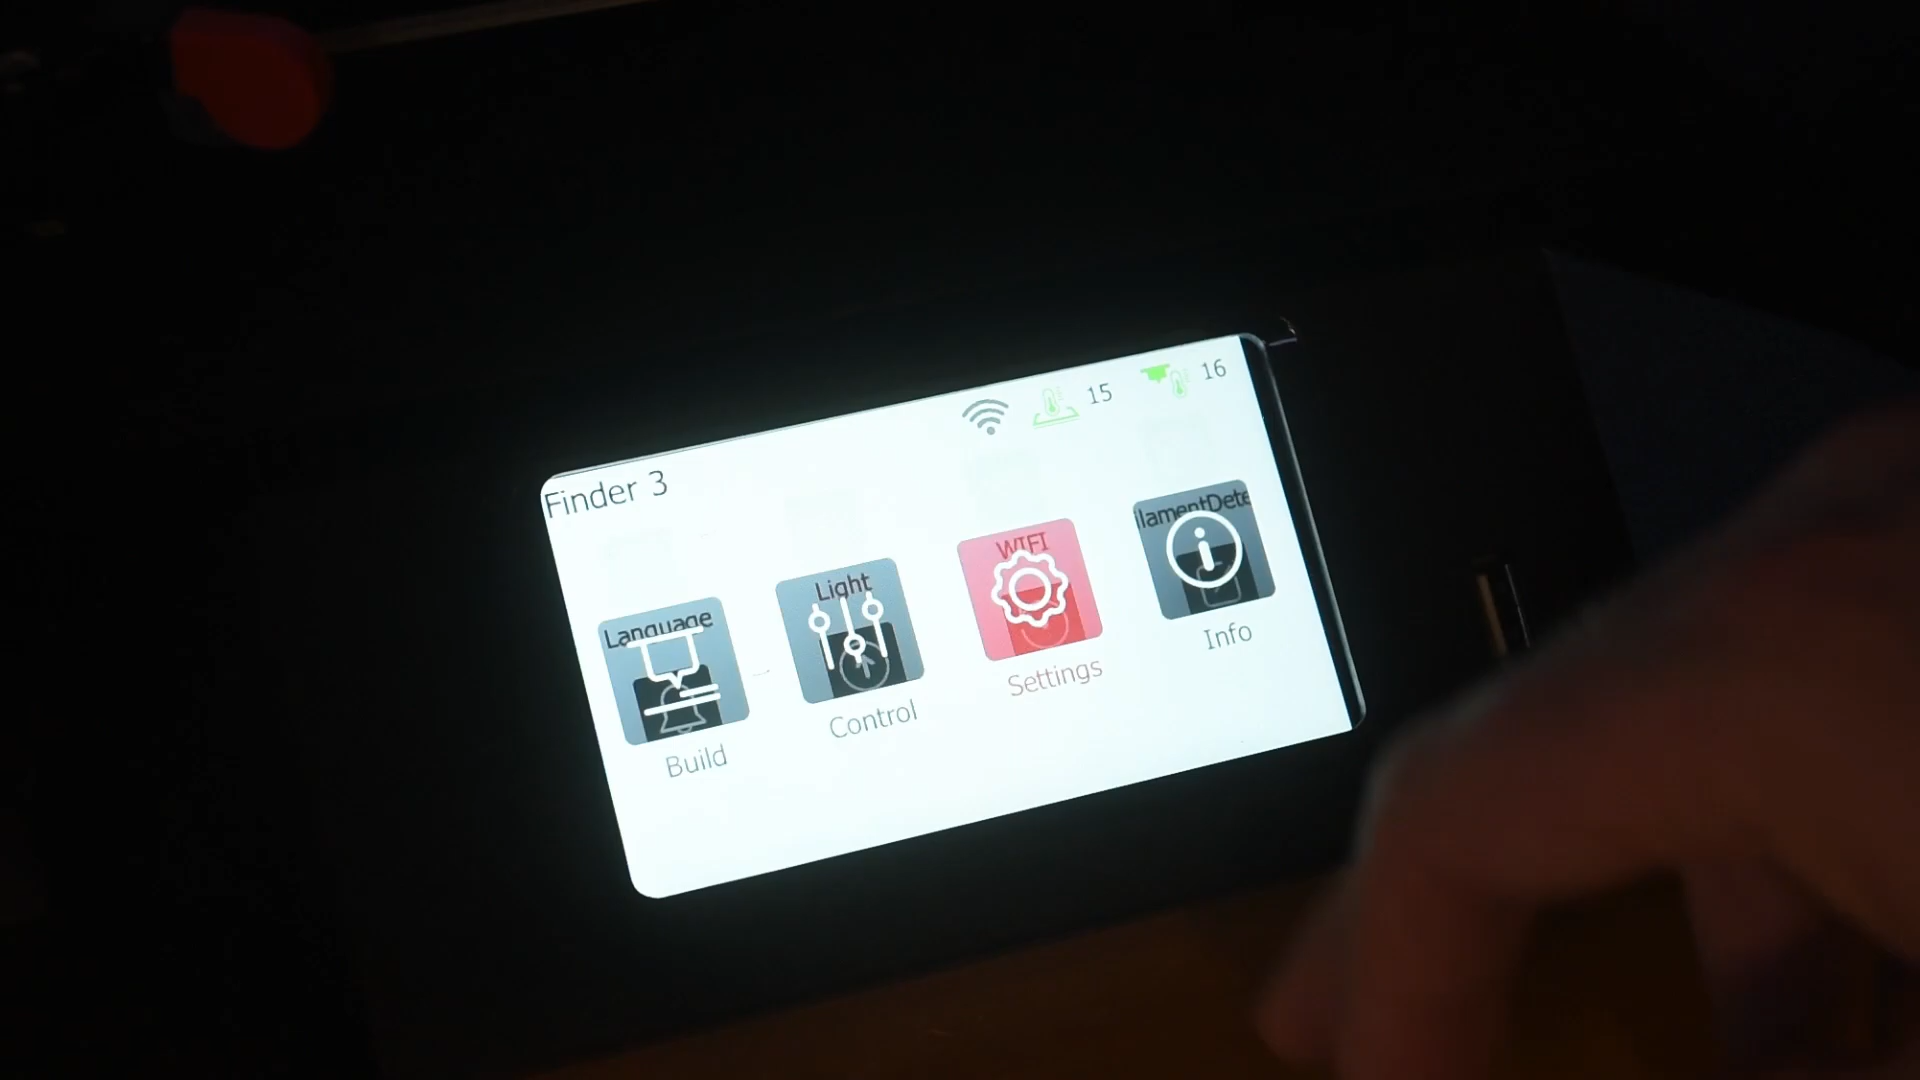 15
16
Finder 3
Language
Light
WIFI
ilamentDete
Build
Control
Settings
Info